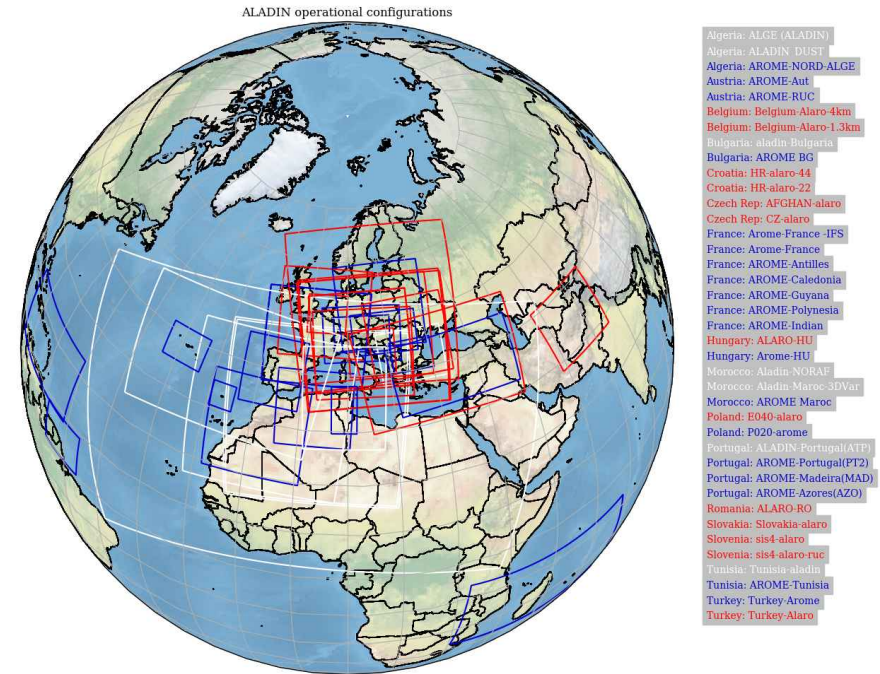 ALADIN operational configurations
Algeria: ALGE (ALADIN)
Algeria: ALADIN DUST
Algeria: AROME-NORD-ALGE
Austria: AROME-Aut
Austria: AROME-RUC
Belgium: Belgium-Alaro-4km
Belgium: Belgium-Alaro-1.3km
Bulgaria: aladin-Bulgaria
Bulgaria: AROME BG
Croatia: HR-alaro-44
Croatia: HR-alaro-22
Czech Rep: AFGHAN-alaro
Czech Rep: CZ-alaro
France: Arome-France -IFS
France: Arome-France
France: AROME-Antilles
France: AROME-Caledonia
France: AROME-Guyana
France: AROME-Polynesia
France: AROME-Indian
Hungary: ALARO-HU
Hungary: Arome-HU
Morocco: Aladin-NORAF
Morocco: Aladin-Maroc-3DVar
Morocco: AROME Maroc
Poland: E040-alaro
Poland: P020-arome
Portugal: ALADIN-Portugal(ATP)
Portugal: AROME-Portugal(PT2)
Portugal: AROME-Madeira(MAD)
Portugal: AROME-Azores(AZO)
Romania: ALARO-RO
Slovakia: Slovakia-alaro
Slovenia: sis4-alaro
Slovenia: sis4-alaro-ruc
Tunisia: Tunisia-aladin
Tunisia: AROME-Tunisia
Turkey: Turkey-Arome
Turkey: Turkey-Alaro